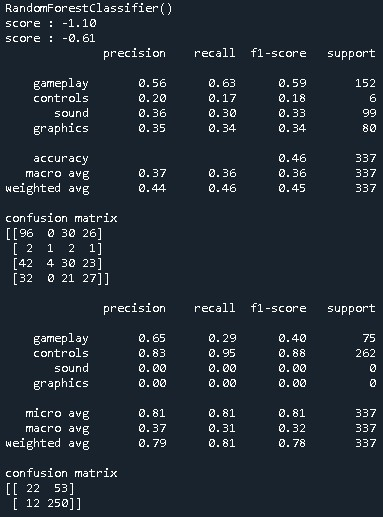 RandomForestClassifier()
score : -1.10
score : -0.61
precision recall f1-score support
gameplay 0.56 0.63 0.59 152
controls 0.20 0.17 0.18 6
sound 0.36 0.30 0.33 99
graphics 0.35 0.34 0.34 80
accuracy 0.46 337
macro avg 0.37 0.36 0.36 337
weighted avg 0.44 0.46 0.45 337
confusion matrix
[[96 0 30 26]
[ 2 1 2 1]
[42 4 30 23]
[32 0 21 27]]
precision recall f1-score support
gameplay 0.65 0.29 0.40 75
controls 0.83 0.95 0.88 262
sound 0.00 0.00 0.00 0
graphics 0.00 0.00 0.00 0
micro avg 0.81 0.81 0.81 337
macro avg 0.37 0.31 0.32 337
weighted avg 0.79 0.81 0.78 337
confusion matrix
[[ 22 53]
[ 12 250]]